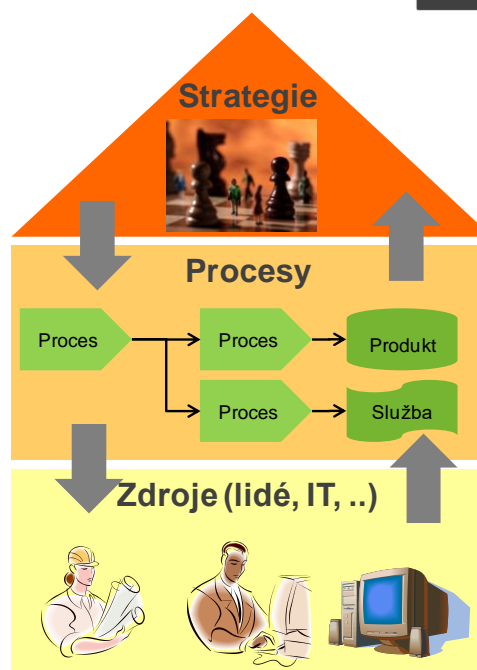 Strategie
Procesy
Proces
Proces
Produkt
Proces
Služba
Zdroje (lidé, IT, ..)